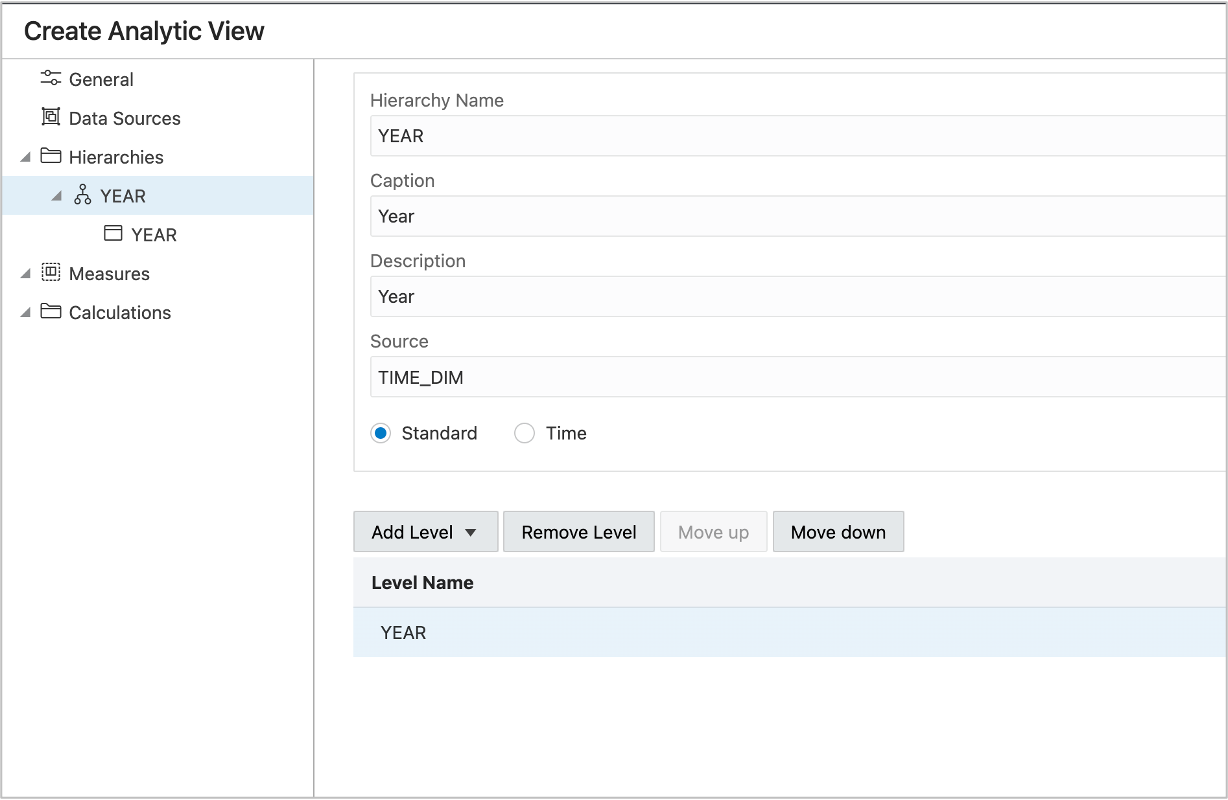 Create Analytic View
General
Data Sources
Hierarchies
YEAR
YEAR
Measures
Calculations
Hierarchy Name
YEAR
Caption
Year
Description
Year
Source
TIME_DIM
Standard Time
Add Level Remove Level Move up Move down
Level Name
YEAR